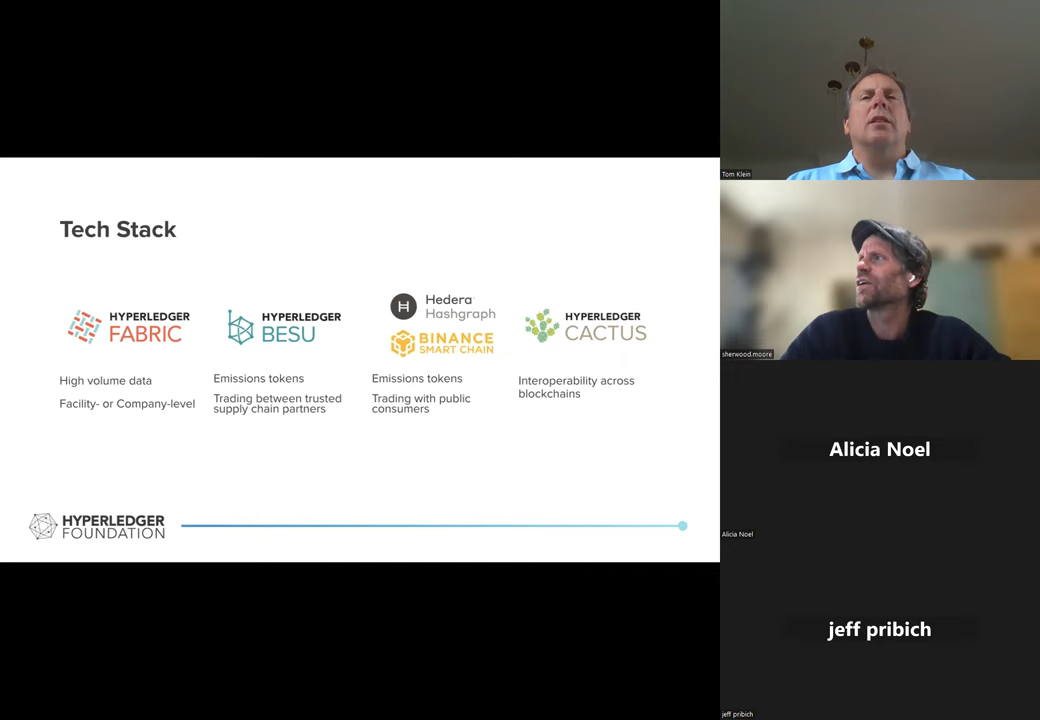 Tech Stack
HYPERLEDGER
FABRIC
High volume data
Facility- or Company-level
HYPERLEDGER
BESU
Emissions tokens
Trading between trusted
supply chain partners
H
Hedera
Hashgraph
BINANCE
SMART CHAIN
Emissions tokens
Trading with public
consumers
HYPERLEDGER
CACTUS
Interoperability across
blockchains
HYPERLEDGER
FOUNDATION
Tom Klein
sherwood.moore
Alicia Noel
Alicia Noel
jeff pribich
jeff pribich